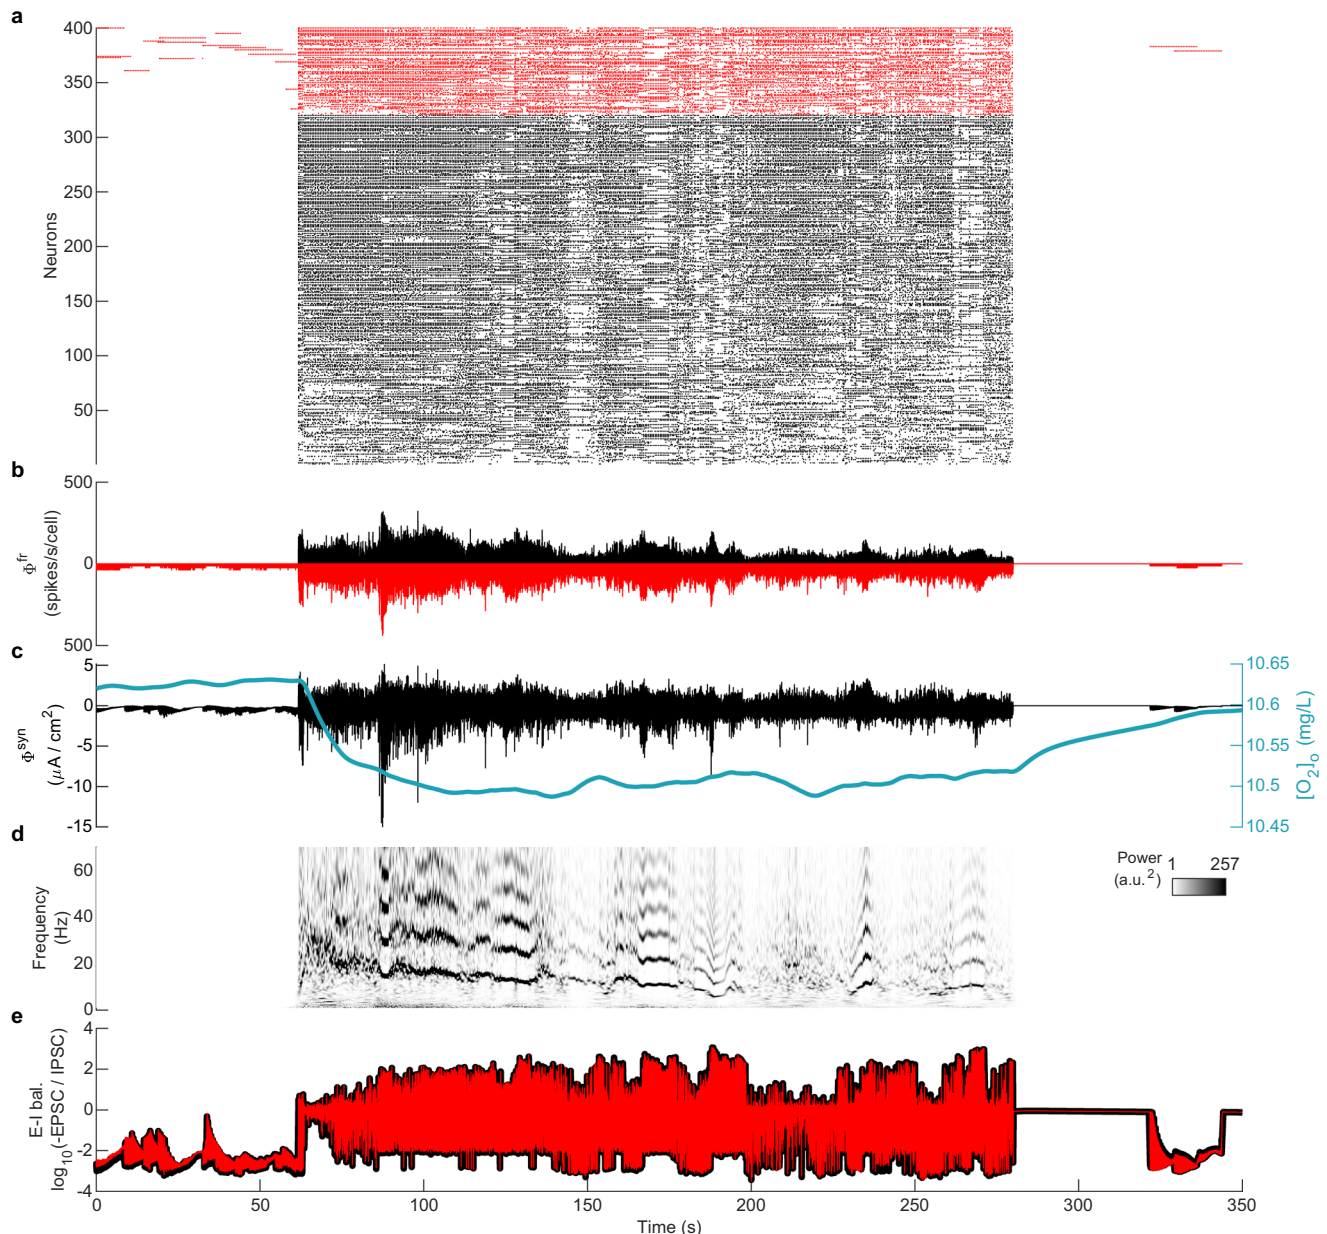 a
400
350
300
250
200
150
100
50
Neurons
b
500
0
500
Φfr
(spikes/s/cell)
c
5
0
-5
-10
-15
Φsyn
(μA / cm2)
10.65
10.6
10.55
10.5
10.45
[O2]o (mg/L)
d
60
40
20
0
Frequency
(Hz)
Power
(a.u.2)
1 257
e
4
2
0
-2
-4
E-I bal.
log10(-EPSC / IPSC)
0 50 100 150 200 250 300 350
Time (s)